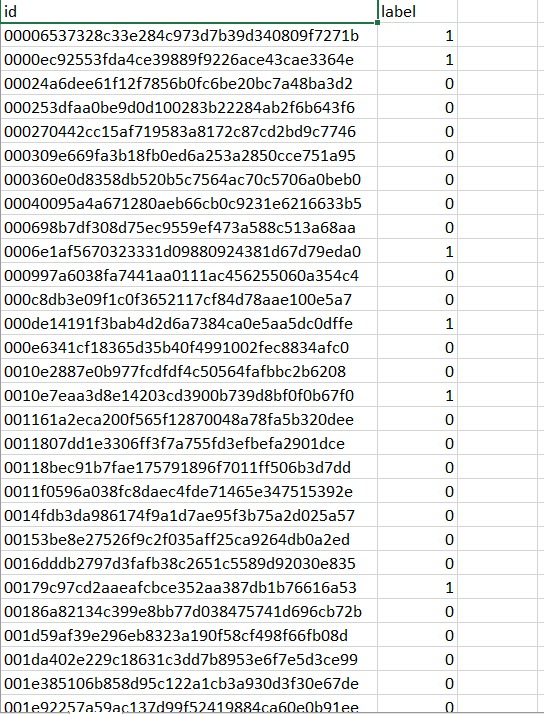 id label
00006537328c33e284c973d7b39d340809f7271b 1
0000ec92553fda4ce39889f9226ace43cae3364e 1
00024a6dee61f12f7856b0fc6be20bc7a48ba3d2 0
000253dfaa0be9d0d100283b22284ab2f6b643f6 0
000270442cc15af719583a8172c87cd2bd9c7746 0
000309e669fa3b18fb0ed6a253a2850cce751a95 0
000360e0d8358db520b5c7564ac70c5706a0beb0 0
00040095a4a671280aeb66cb0c9231e6216633b5 0
000698b7df308d75ec9559ef473a588c513a68aa 0
0006e1af5670323331d09880924381d67d79eda0 1
000997a6038fa7441aa0111ac456255060a354c4 0
000c8db3e09f1c0f3652117cf84d78aae100e5a7 0
000de14191f3bab4d2d6a7384ca0e5aa5dc0dffe 1
000e6341cf18365d35b40f4991002fec8834afc0 0
0010e2887e0b977fcdfdf4c50564fafbbc2b6208 0
0010e7eaa3d8e14203cd3900b739d8bf0f0b67f0 1
001161a2eca200f565f12870048a78fa5b320dee 0
0011807dd1e3306ff3f7a755fd3efbefa2901dce 0
00118bec91b7fae175791896f7011ff506b3d7dd 0
0011f0596a038fc8daec4fde71465e347515392e 0
0014fdb3da986174f9a1d7ae95f3b75a2d025a57 0
00153be8e27526f9c2f035aff25ca9264db0a2ed 0
0016dddb2797d3fafb38c2651c5589d92030e835 0
00179c97cd2aaeafcbce352aa387db1b76616a53 1
00186a82134c399e8bb77d038475741d696cb72b 0
001d59af39e296eb8323a190f58cf498f66fb08d 0
001da402e229c18631c3dd7b8953e6f7e5d3ce99 0
001e385106b858d95c122a1cb3a930d3f30e67de 0
001e92257a59ac137d99f52419884ca60e0b91ee 0